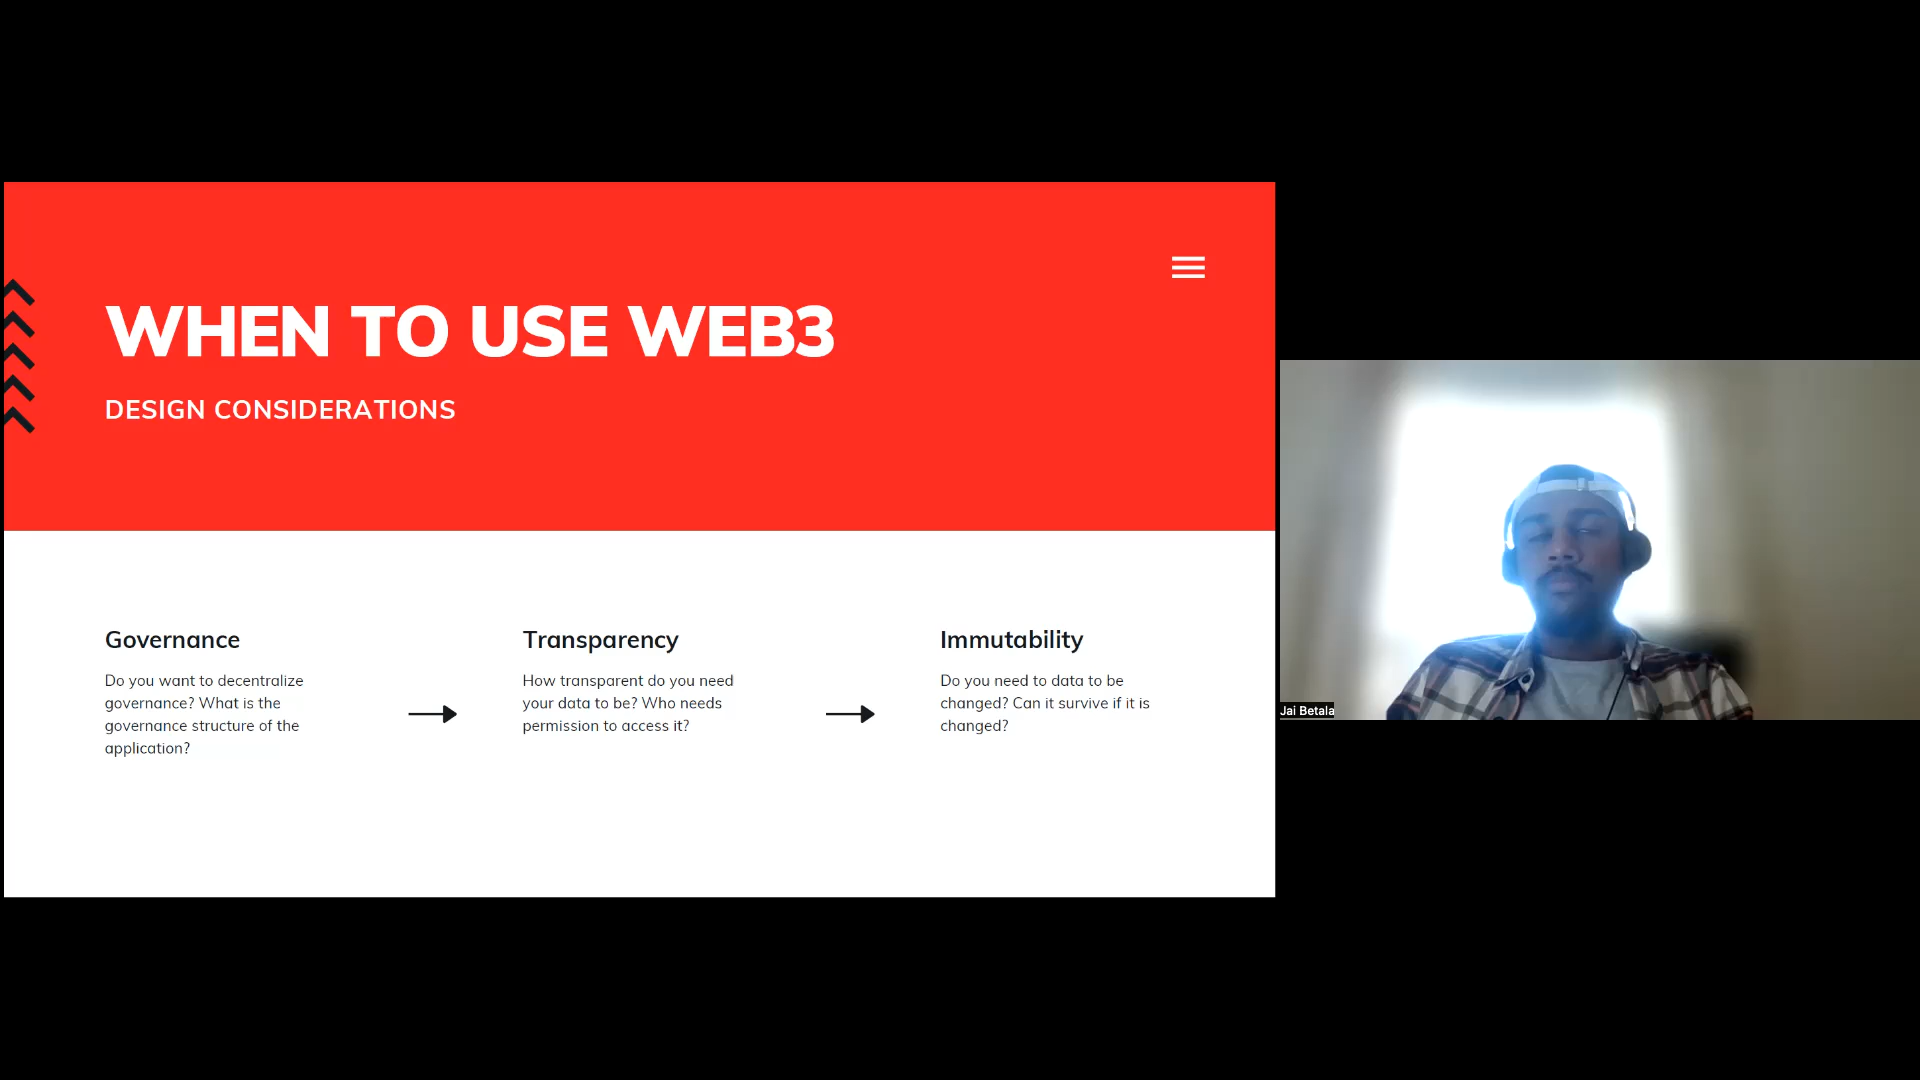 WHEN TO USE WEB3
DESIGN CONSIDERATIONS
Governance
Do you want to decentralize
governance? What is the
governance structure of the
application?
Transparency
How transparent do you need
your data to be? Who needs
permission to access it?
Immutability
Do you need to data to be
changed? Can it survive if it is
changed?
Jai Betala